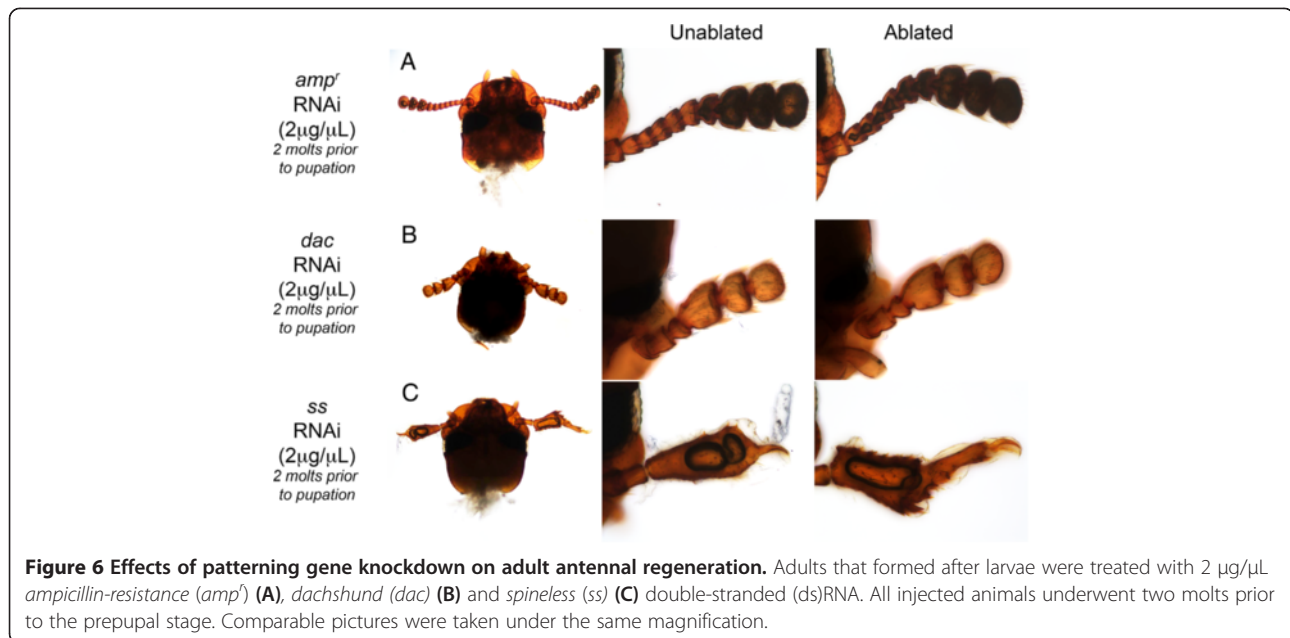 Unablated Ablated
A
amp^r
RNAi
(2μg/μL)
2 molts prior
to pupation
B
dac
RNAi
(2μg/μL)
2 molts prior
to pupation
C
ss
RNAi
(2μg/μL)
2 molts prior
to pupation
Figure 6 Effects of patterning gene knockdown on adult antennal regeneration. Adults that formed after larvae were treated with 2 μg/μL
ampicillin-resistance (amp^r) (A), dachshund (dac) (B) and spineless (ss) (C) double-stranded (ds)RNA. All injected animals underwent two molts prior
to the prepupal stage. Comparable pictures were taken under the same magnification.